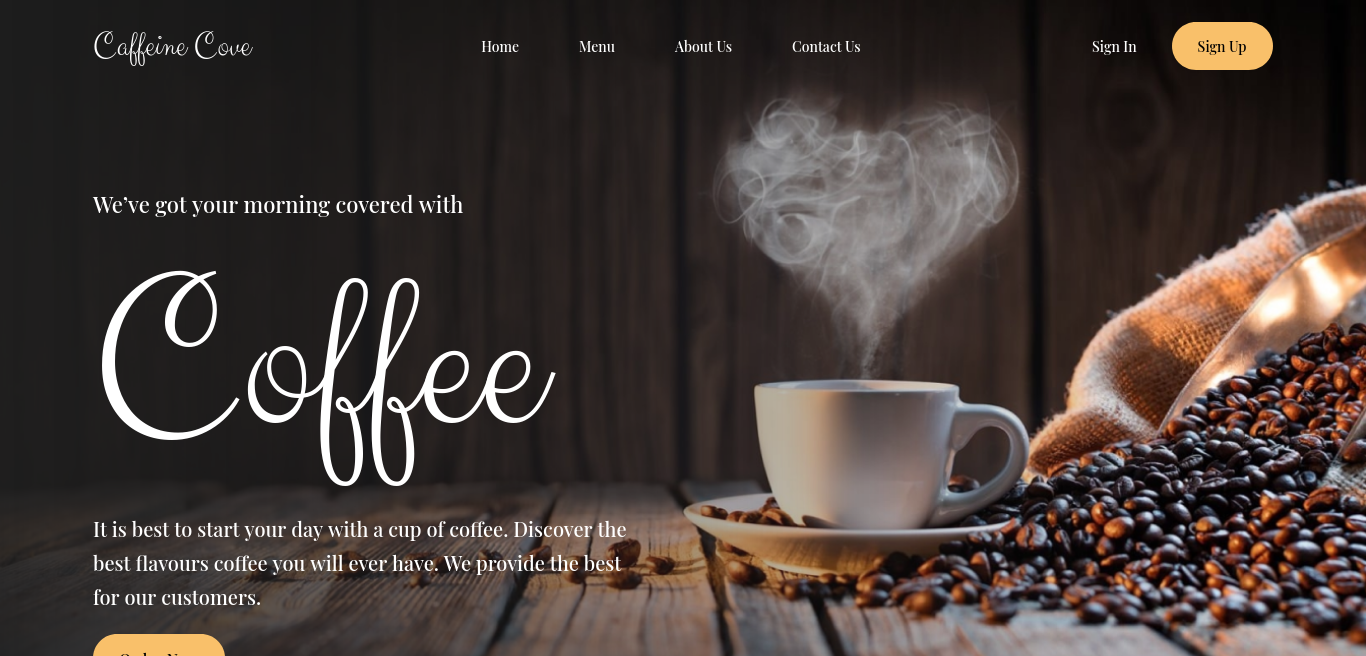 Caffeine Cove
Home Menu About Us Contact Us Sign In Sign Up
We’ve got your morning covered with
Coffee
It is best to start your day with a cup of coffee. Discover the
best flavours coffee you will ever have. We provide the best
for our customers.